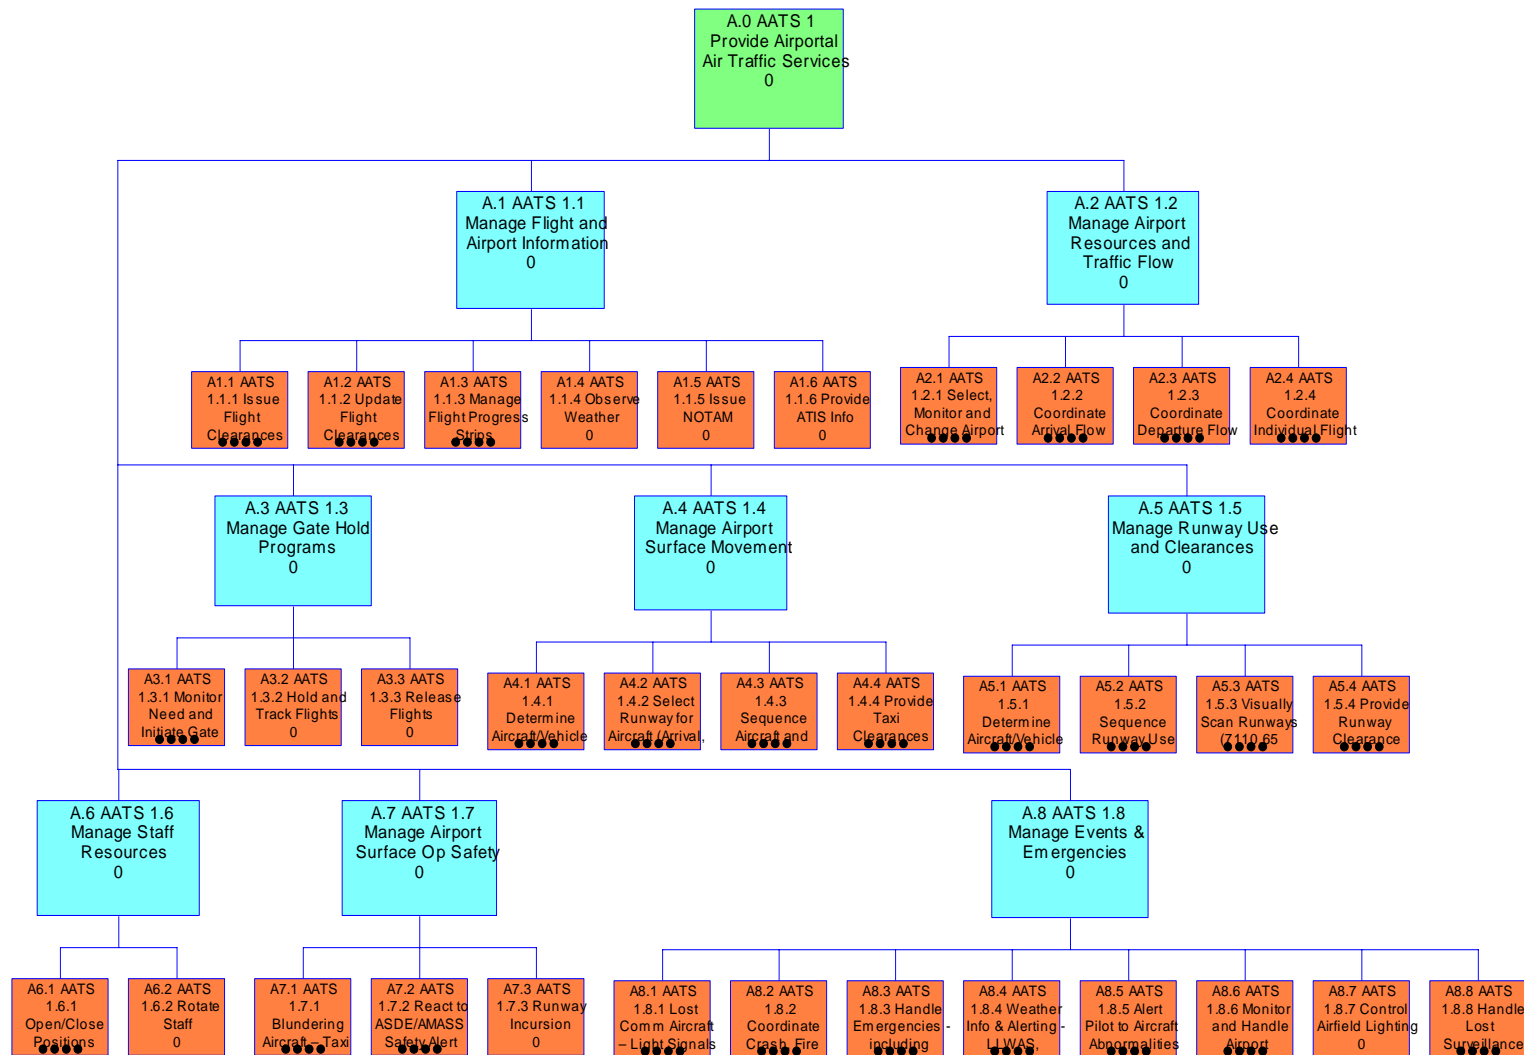 A.0 AATS 1
Provide Airportal
Air Traffic Services
0
A.1 AATS 1.1
Manage Flight and
Airport Information
0
A.2 AATS 1.2
Manage Airport
Resources and
Traffic Flow
0
A1.1 AATS
1.1.1 Issue
Flight
Clearances
A1.2 AATS
1.1.2 Update
Flight
Clearances
A1.3 AATS
1.1.3 Manage
Flight Progress
Strips
A1.4 AATS
1.1.4 Observe
Weather
0
A1.5 AATS
1.1.5 Issue
NOTAM
0
A1.6 AATS
1.1.6 Provide
ATIS Info
0
A2.1 AATS
1.2.1 Select,
Monitor and
Change Airport
A2.2 AATS
1.2.2
Coordinate
Arrival Flow
A2.3 AATS
1.2.3
Coordinate
Departure Flow
A2.4 AATS
1.2.4
Coordinate
Individual Flight
A.3 AATS 1.3
Manage Gate Hold
Programs
0
A.4 AATS 1.4
Manage Airport
Surface Movement
0
A.5 AATS 1.5
Manage Runway Use
and Clearances
0
A3.1 AATS
1.3.1 Monitor
Need and
Initiate Gate
A3.2 AATS
1.3.2 Hold and
Track Flights
0
A3.3 AATS
1.3.3 Release
Flights
0
A4.1 AATS
1.4.1
Determine
Aircraft/Vehicle
A4.2 AATS
1.4.2 Select
Runway for
Aircraft (Arrival,
A4.3 AATS
1.4.3
Sequence
Aircraft and
A4.4 AATS
1.4.4 Provide
Taxi
Clearances
A5.1 AATS
1.5.1
Determine
Aircraft/Vehicle
A5.2 AATS
1.5.2
Sequence
Runway Use
A5.3 AATS
1.5.3 Visually
Scan Runways
(7110.65
A5.4 AATS
1.5.4 Provide
Runway
Clearance
A.6 AATS 1.6
Manage Staff
Resources
0
A.7 AATS 1.7
Manage Airport
Surface Op Safety
0
A.8 AATS 1.8
Manage Events &
Emergencies
0
A6.1 AATS
1.6.1
Open/Close
Positions
A6.2 AATS
1.6.2 Rotate
Staff
0
A7.1 AATS
1.7.1
Blundering
Aircraft – Taxi
A7.2 AATS
1.7.2 React to
ASDE/AMASS
Safety Alert
A7.3 AATS
1.7.3 Runway
Incursion
0
A8.1 AATS
1.8.1 Lost
Comm Aircraft
– Light Signals
A8.2 AATS
1.8.2
Coordinate
Crash, Fire
A8.3 AATS
1.8.3 Handle
Emergencies -
including
A8.4 AATS
1.8.4 Weather
Info & Alerting -
LLWAS,
A8.5 AATS
1.8.5 Alert
Pilot to Aircraft
Abnormalities
A8.6 AATS
1.8.6 Monitor
and Handle
Airport
A8.7 AATS
1.8.7 Control
Airfield Lighting
0
A8.8 AATS
1.8.8 Handle
Lost
Surveillance